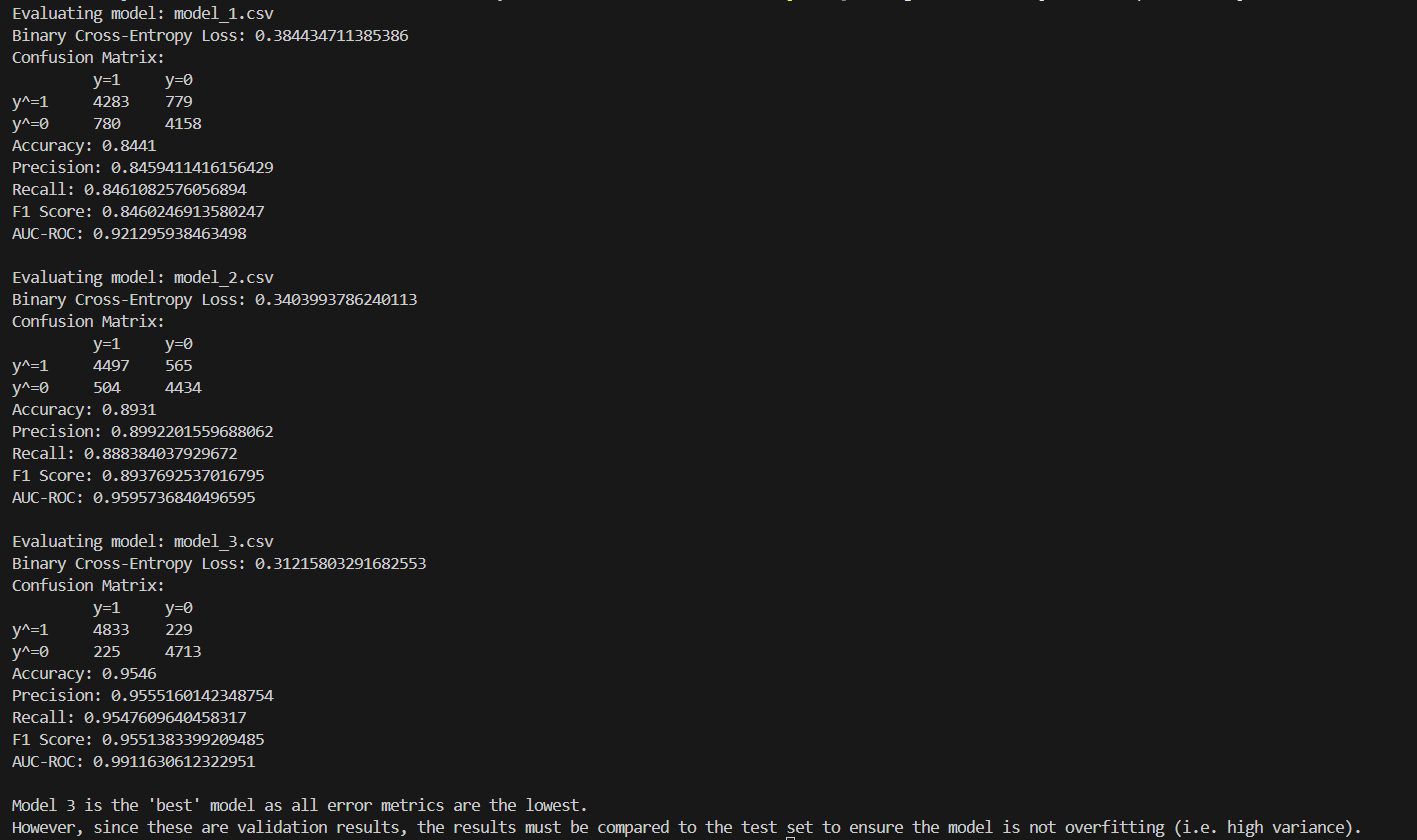 Evaluating model: model_1.csv
Binary Cross-Entropy Loss: 0.384434711385386
Confusion Matrix:
y=1 y=0
y^=1 4283 779
y^=0 780 4158
Accuracy: 0.8441
Precision: 0.8459411416156429
Recall: 0.8461082576056894
F1 Score: 0.8460246913580247
AUC-ROC: 0.921295938463498
Evaluating model: model_2.csv
Binary Cross-Entropy Loss: 0.3403993786240113
Confusion Matrix:
y=1 y=0
y^=1 4497 565
y^=0 504 4434
Accuracy: 0.8931
Precision: 0.8992201559688062
Recall: 0.888384037929672
F1 Score: 0.8937692537016795
AUC-ROC: 0.9595736840496595
Evaluating model: model_3.csv
Binary Cross-Entropy Loss: 0.31215803291682553
Confusion Matrix:
y=1 y=0
y^=1 4833 229
y^=0 225 4713
Accuracy: 0.9546
Precision: 0.9555160142348754
Recall: 0.9547609640458317
F1 Score: 0.9551383399209485
AUC-ROC: 0.9911630612322951
Model 3 is the 'best' model as all error metrics are the lowest.
However, since these are validation results, the results must be compared to the test set to ensure the model is not overfitting (i.e. high variance).